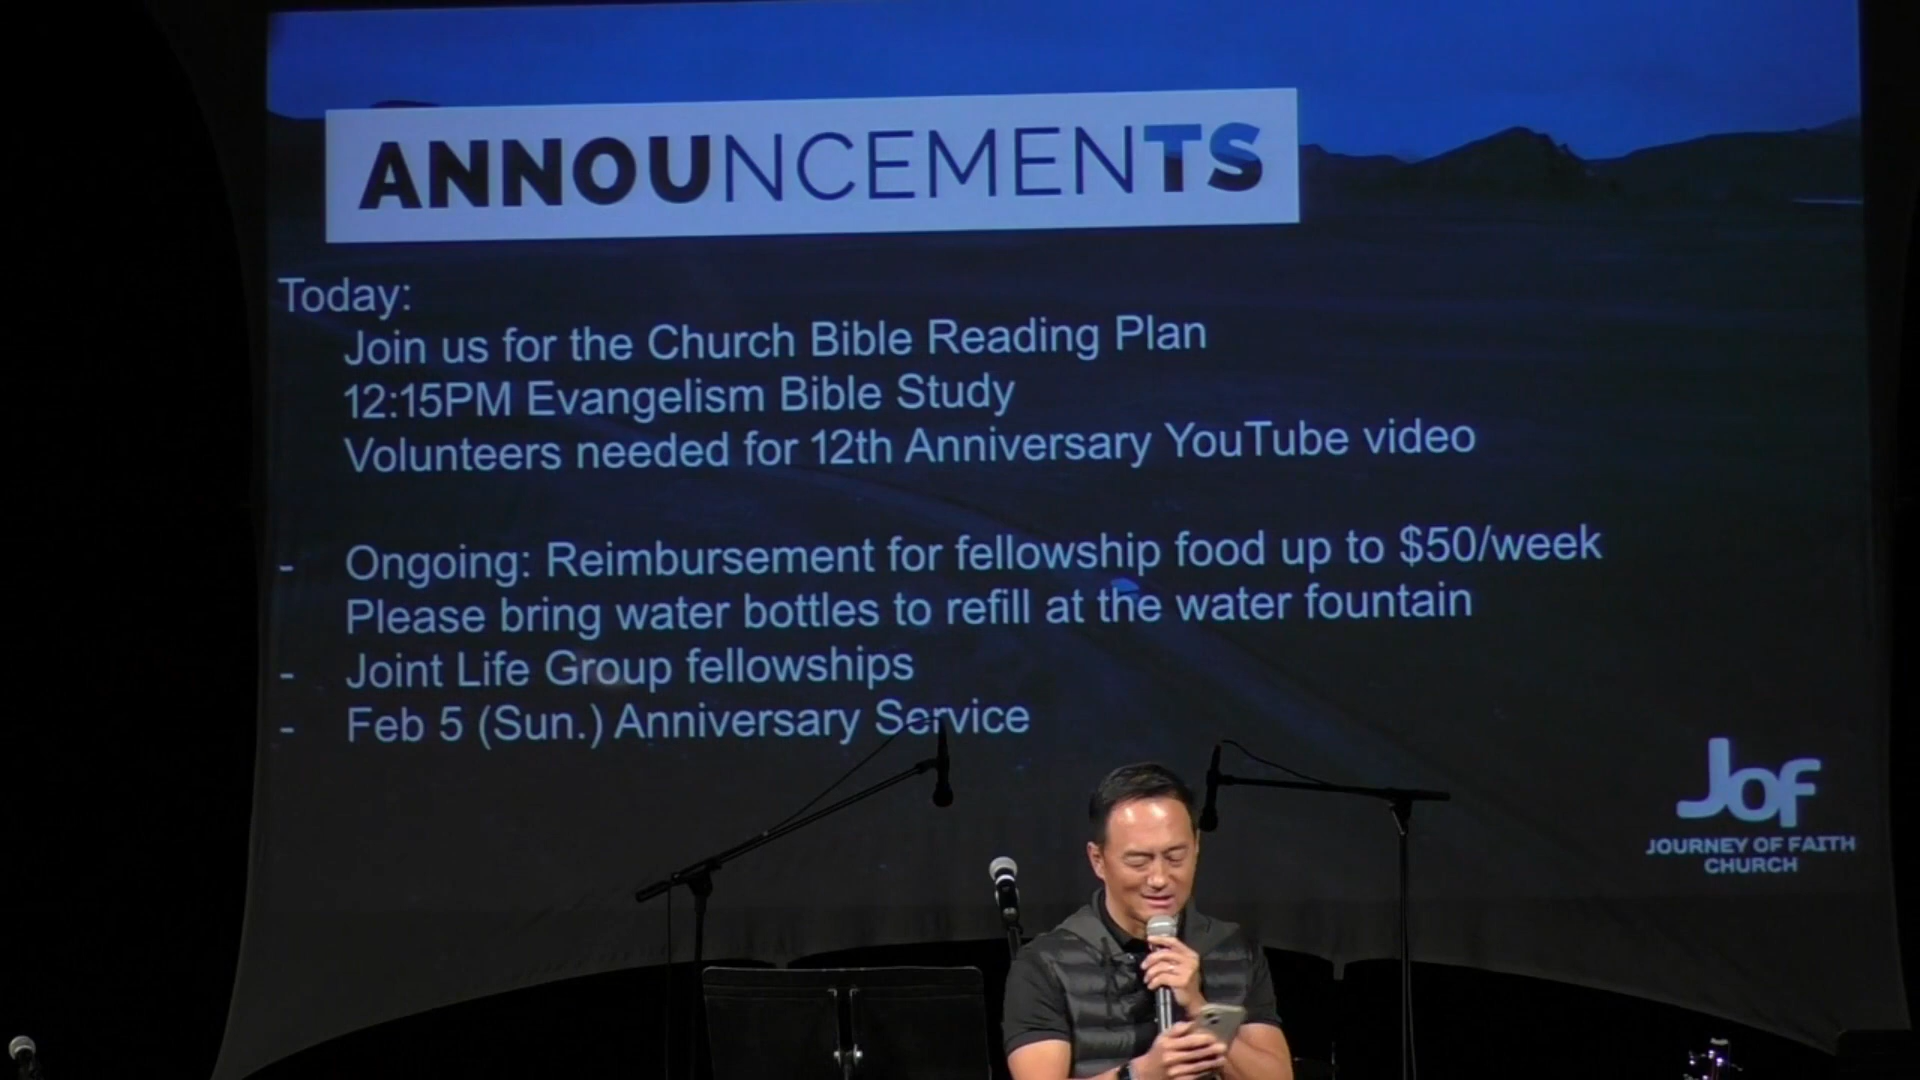 ANNOUNCEMENTS
Today:
Join us for the Church Bible Reading Plan
12:15PM Evangelism Bible Study
Volunteers needed for 12th Anniversary YouTube video
- Ongoing: Reimbursement for fellowship food up to $50/week
Please bring water bottles to refill at the water fountain
- Joint Life Group fellowships
- Feb 5 (Sun.) Anniversary Service
Jof
JOURNEY OF FAITH
CHURCH